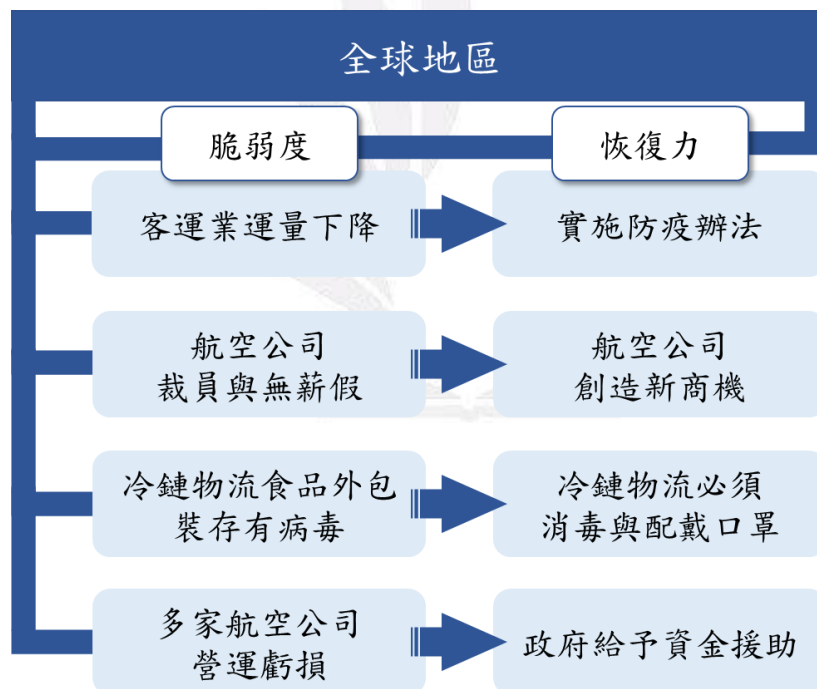 全球地區
脆弱度
恢復力
客運業運量下降
實施防疫辦法
航空公司
裁員與無薪假
航空公司
創造新商機
冷鏈物流食品外包
裝存有病毒
冷鏈物流必須
消毒與配戴口罩
多家航空公司
營運虧損
政府給予資金援助